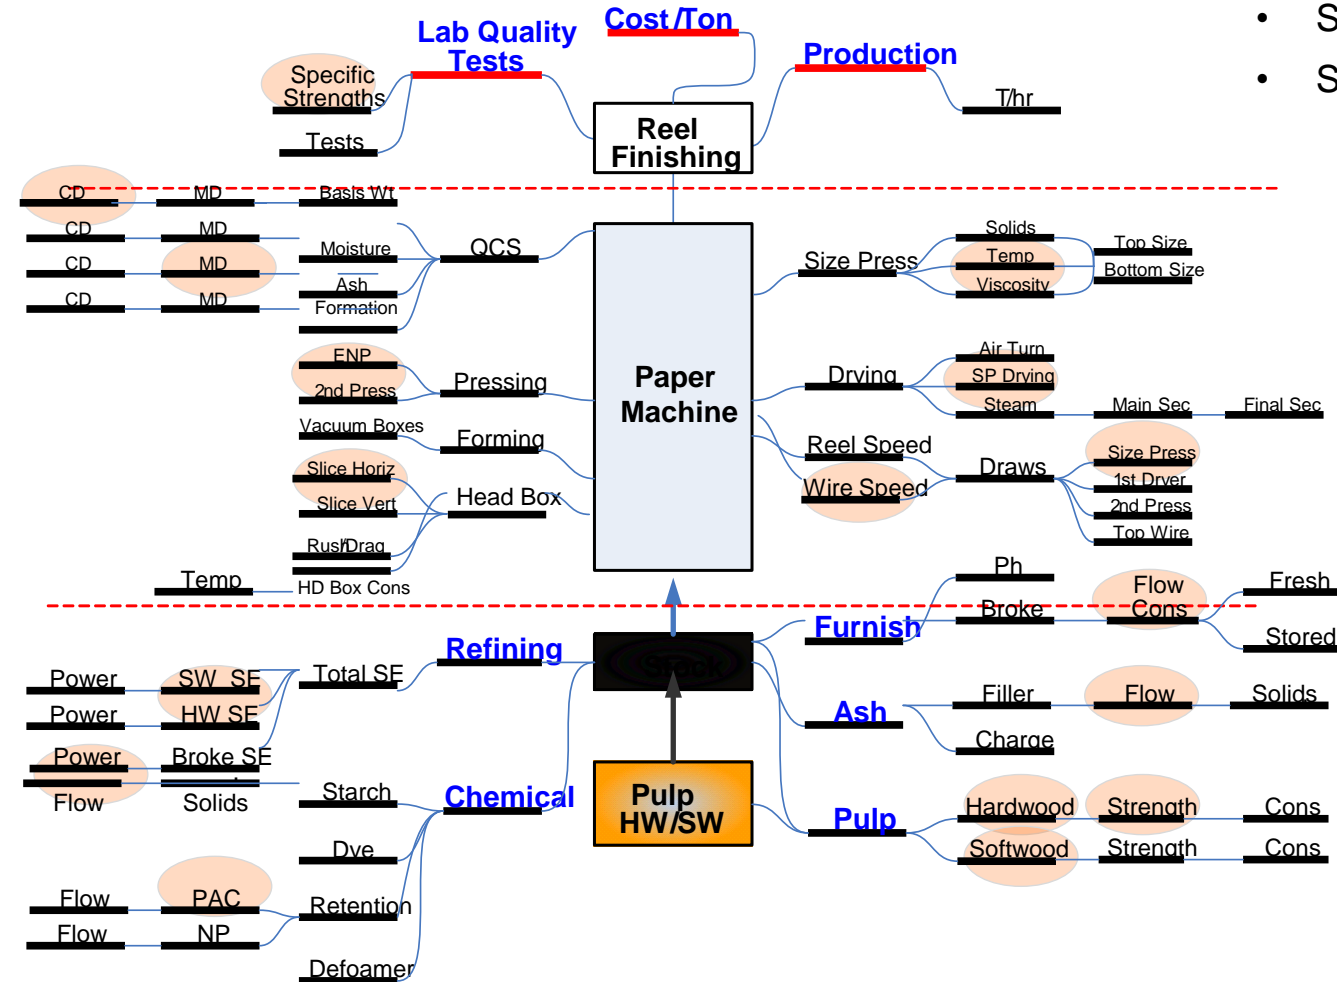 Cost/Ton
• S
Lab Quality
Tests
Production
• S
Specific
Strengths
T/hr
Tests
Reel
Finishing
CD MD Basis Wt
CD MD
Moisture
QCS
CD MD
Ash
CD MD
Formation
Solids
Size Press
Temp
Viscosity
Top Size
Bottom Size
ENP
2nd Press
Pressing
Paper
Machine
Air Turn
Drying
SP Drying
Steam Main Sec Final Sec
Vacuum Boxes
Forming
Reel Speed
Wire Speed
Draws
Size Press
1st Dryer
2nd Press
Top Wire
Slice Horiz
Slice Vert
Head Box
Rush/Drag
Temp
HD Box Cons
Ph
Broke
Flow
Cons
Fresh
Stored
Furnish
Refining
Stock
Power SW SE
Total SE
Power HW SE
Power Broke SE
Flow Solids
Ash
Filler Flow Solids
Charge
Starch
Chemical
Pulp
HW/SW
Pulp
Hardwood Strength Cons
Softwood Strength Cons
Dye
Flow PAC
Retention
Flow NP
Defoamer